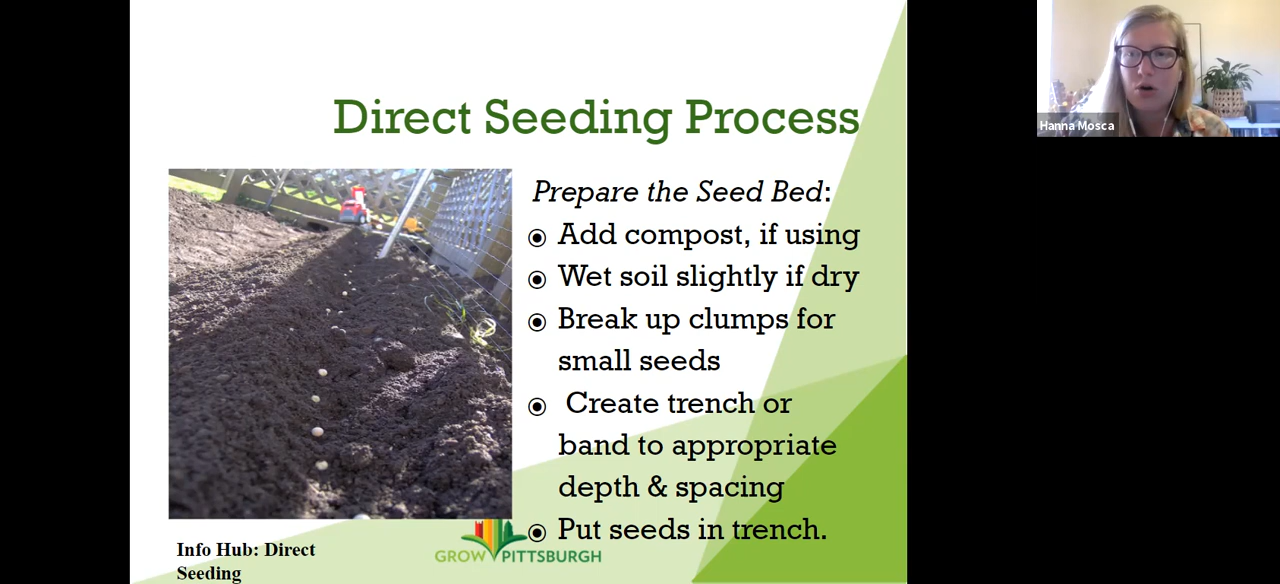 Direct Seeding Process
Hanna Mosca
Prepare the Seed Bed:
Add compost, if using
Wet soil slightly if dry
Break up clumps for
small seeds
Create trench or
band to appropriate
depth & spacing
Put seeds in trench.
Info Hub: Direct
Seeding
GROW PITTSBURGH